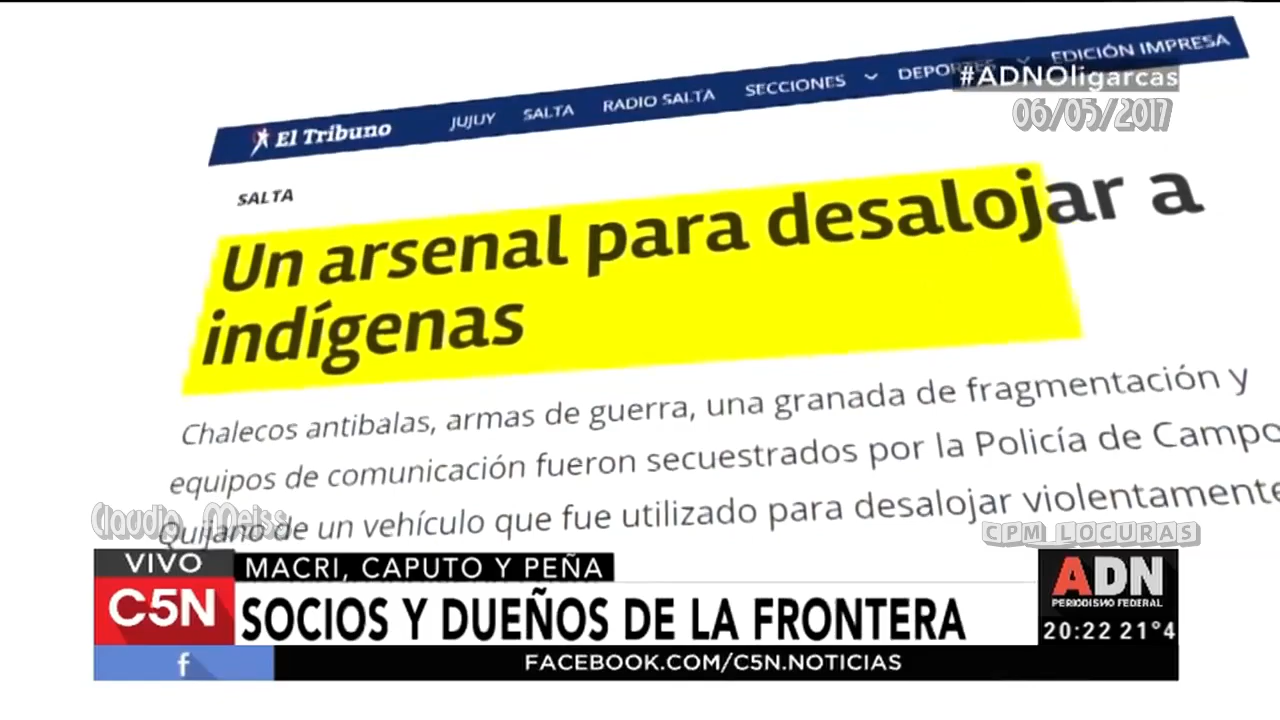 El Tribuno JUJUY SALTA RADIO SALTA SECCIONES DEPORTES EDICIÓN IMPRESA
#ADNOligarcas
06/05/2017
SALTA
Un arsenal para desalojar a
indígenas
Chalecos antibalas, armas de guerra, una granada de fragmentación y
equipos de comunicación fueron secuestrados por la Policía de Campo
Quijano de un vehículo que fue utilizado para desalojar violentamente
Claudio_Meiss
CPM LOCURAS
VIVO
MACRI, CAPUTO Y PEÑA
C5N
SOCIOS Y DUEÑOS DE LA FRONTERA
ADN
PERIODISMO FEDERAL
20:22 21°4
f
FACEBOOK.COM/C5N.NOTICIAS